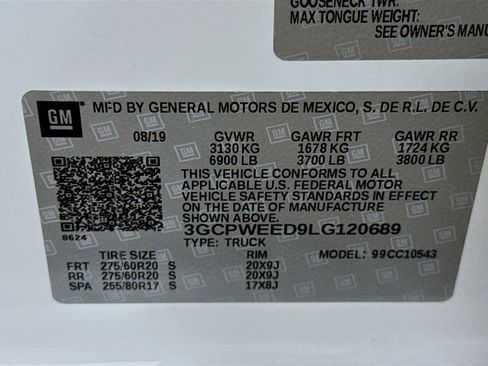 GOOSENECK TWR:
MAX TONGUE WEIGHT:
SEE OWNER'S MANU
GM MFD BY GENERAL MOTORS DE MEXICO, S. DE R.L. DE C.V.
08/19 GVWR GAWR FRT GAWR RR
3130 KG 1678 KG 1724 KG
6900 LB 3700 LB 3800 LB
THIS VEHICLE CONFORMS TO ALL
APPLICABLE U.S. FEDERAL MOTOR
VEHICLE SAFETY STANDARDS IN EFFECT
ON THE DATE OF MANUFACTURE
SHOWN ABOVE.
8624 3GCPWEED9LG120689
TYPE: TRUCK MODEL: 99CC10543
TIRE SIZE RIM
FRT 275/60R20 S 20X9J
RR 275/60R20 S 20X9J
SPA 255/80R17 S 17X8J